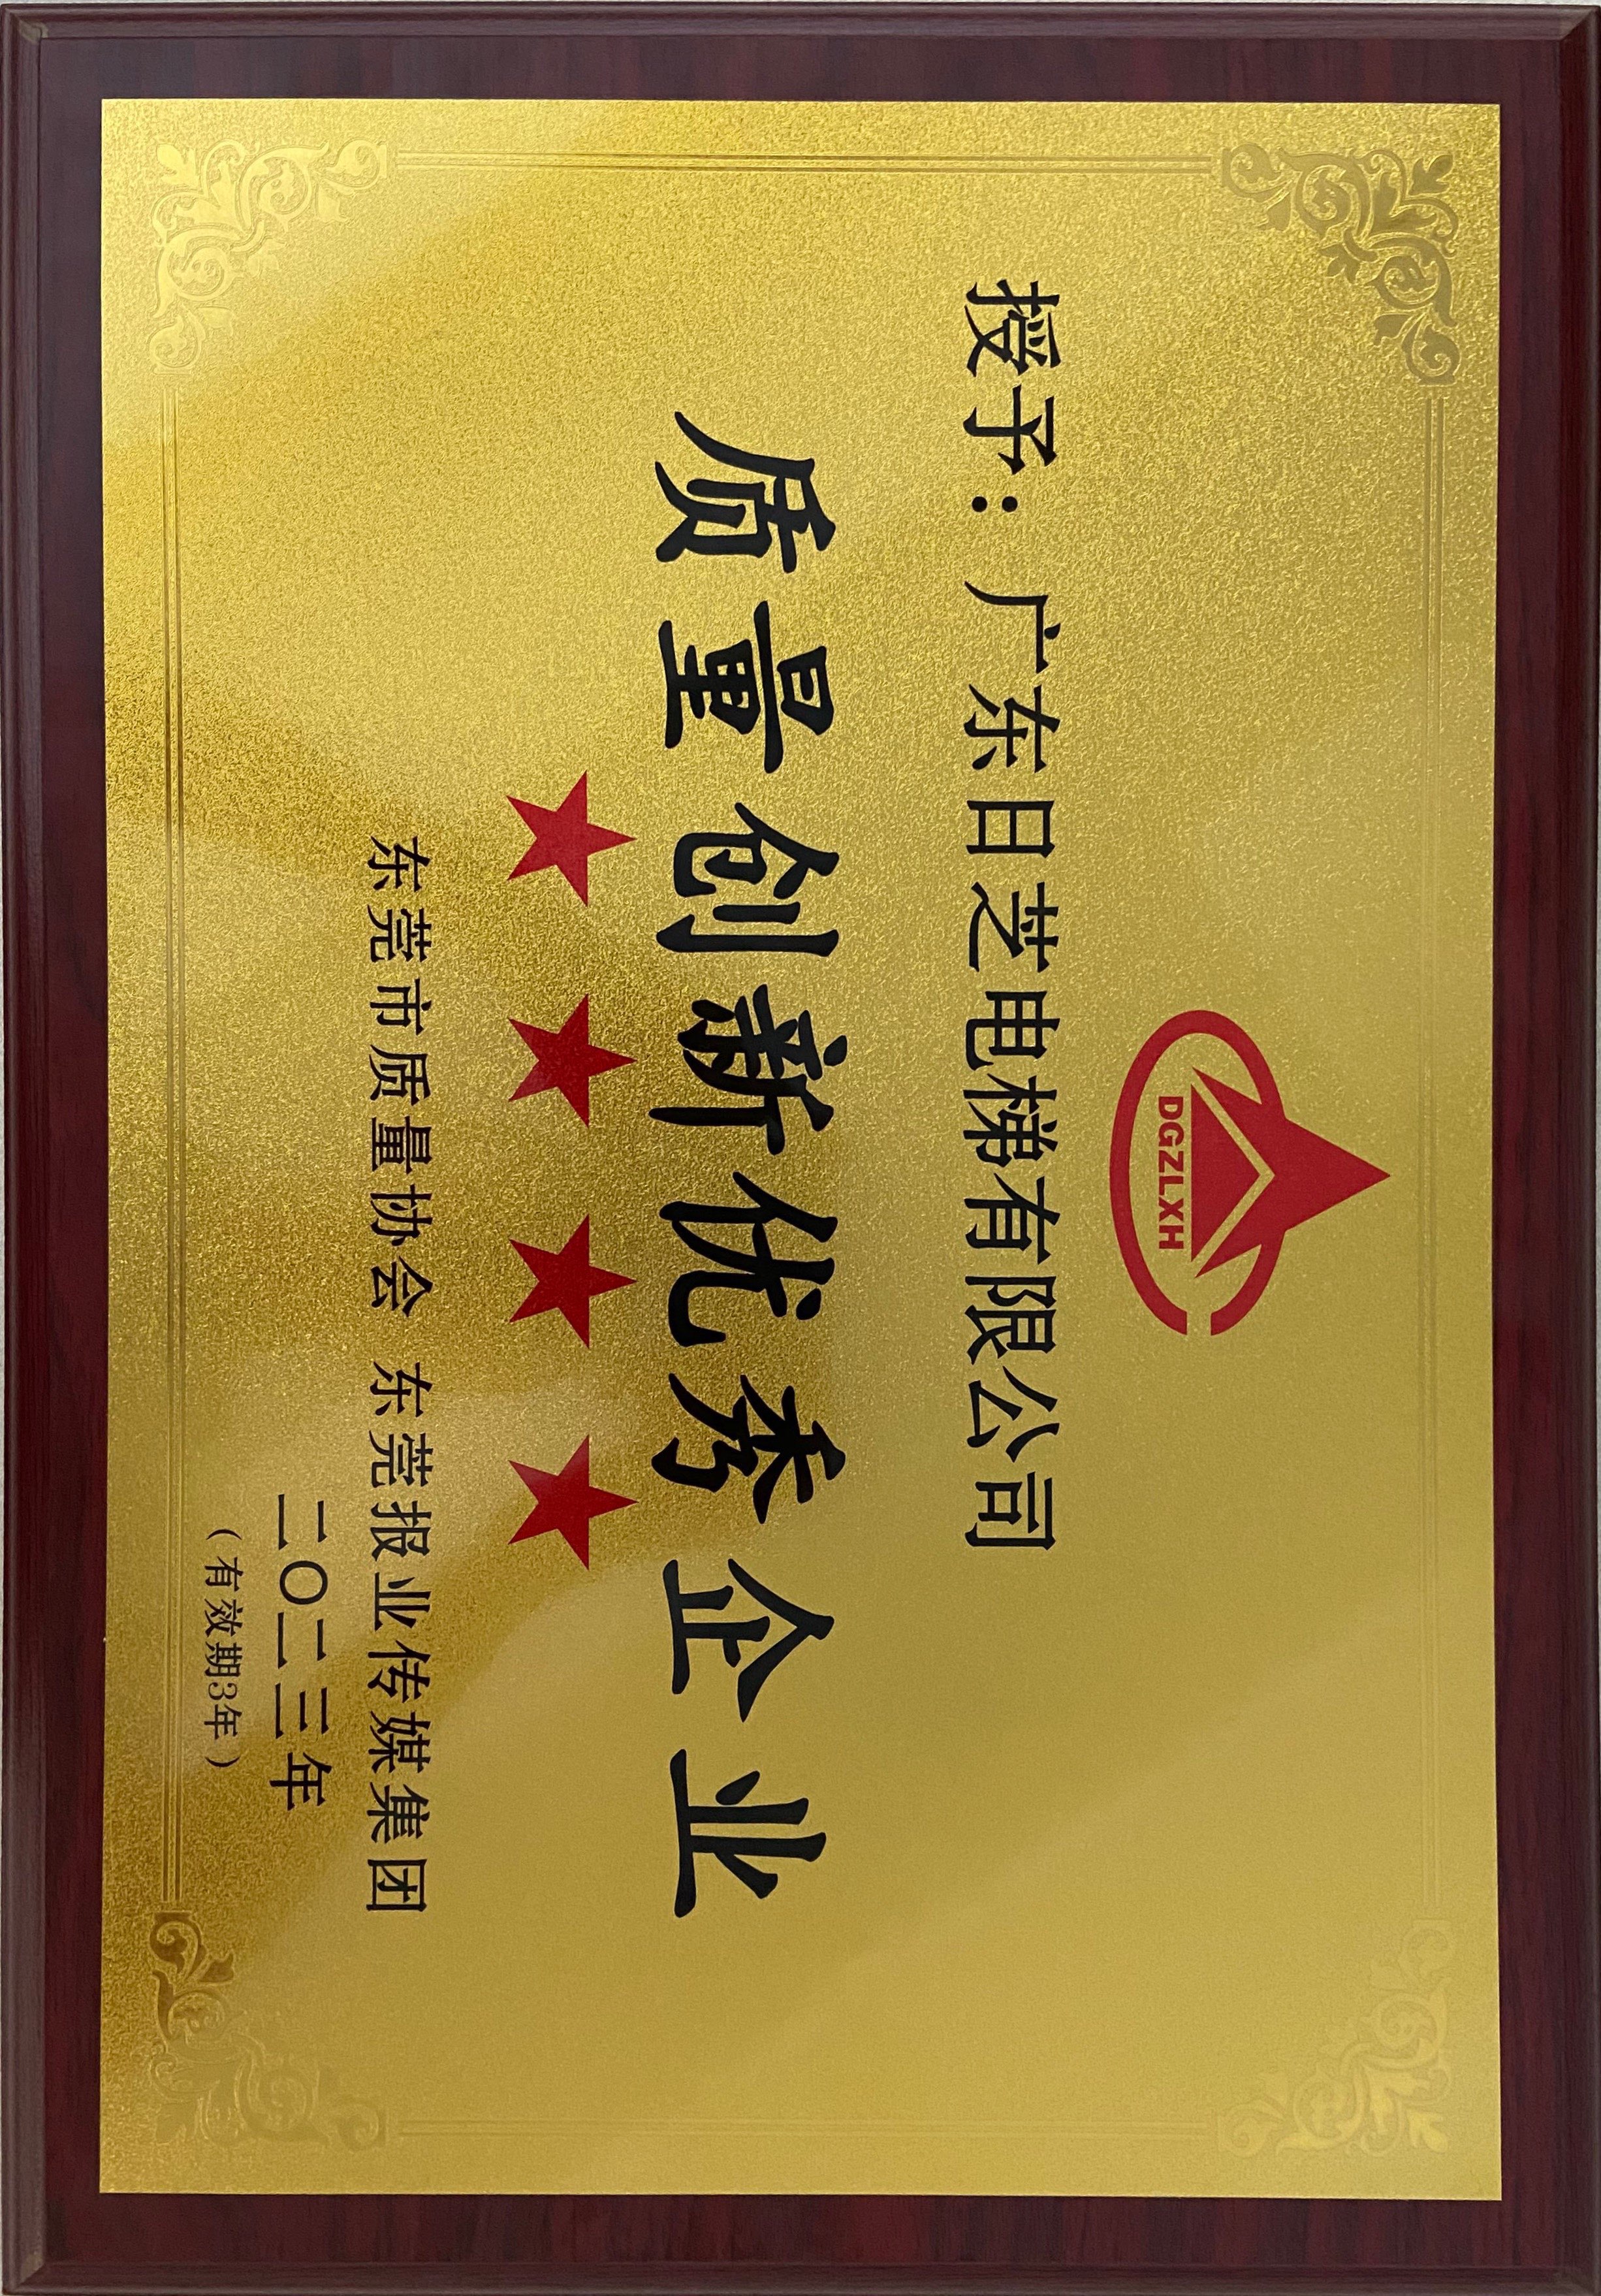 DGZLXH
授予：广东日芝电梯有限公司
质量创新优秀企业
东莞市质量协会 东莞报业传媒集团
二〇二三年
（有效期3年）